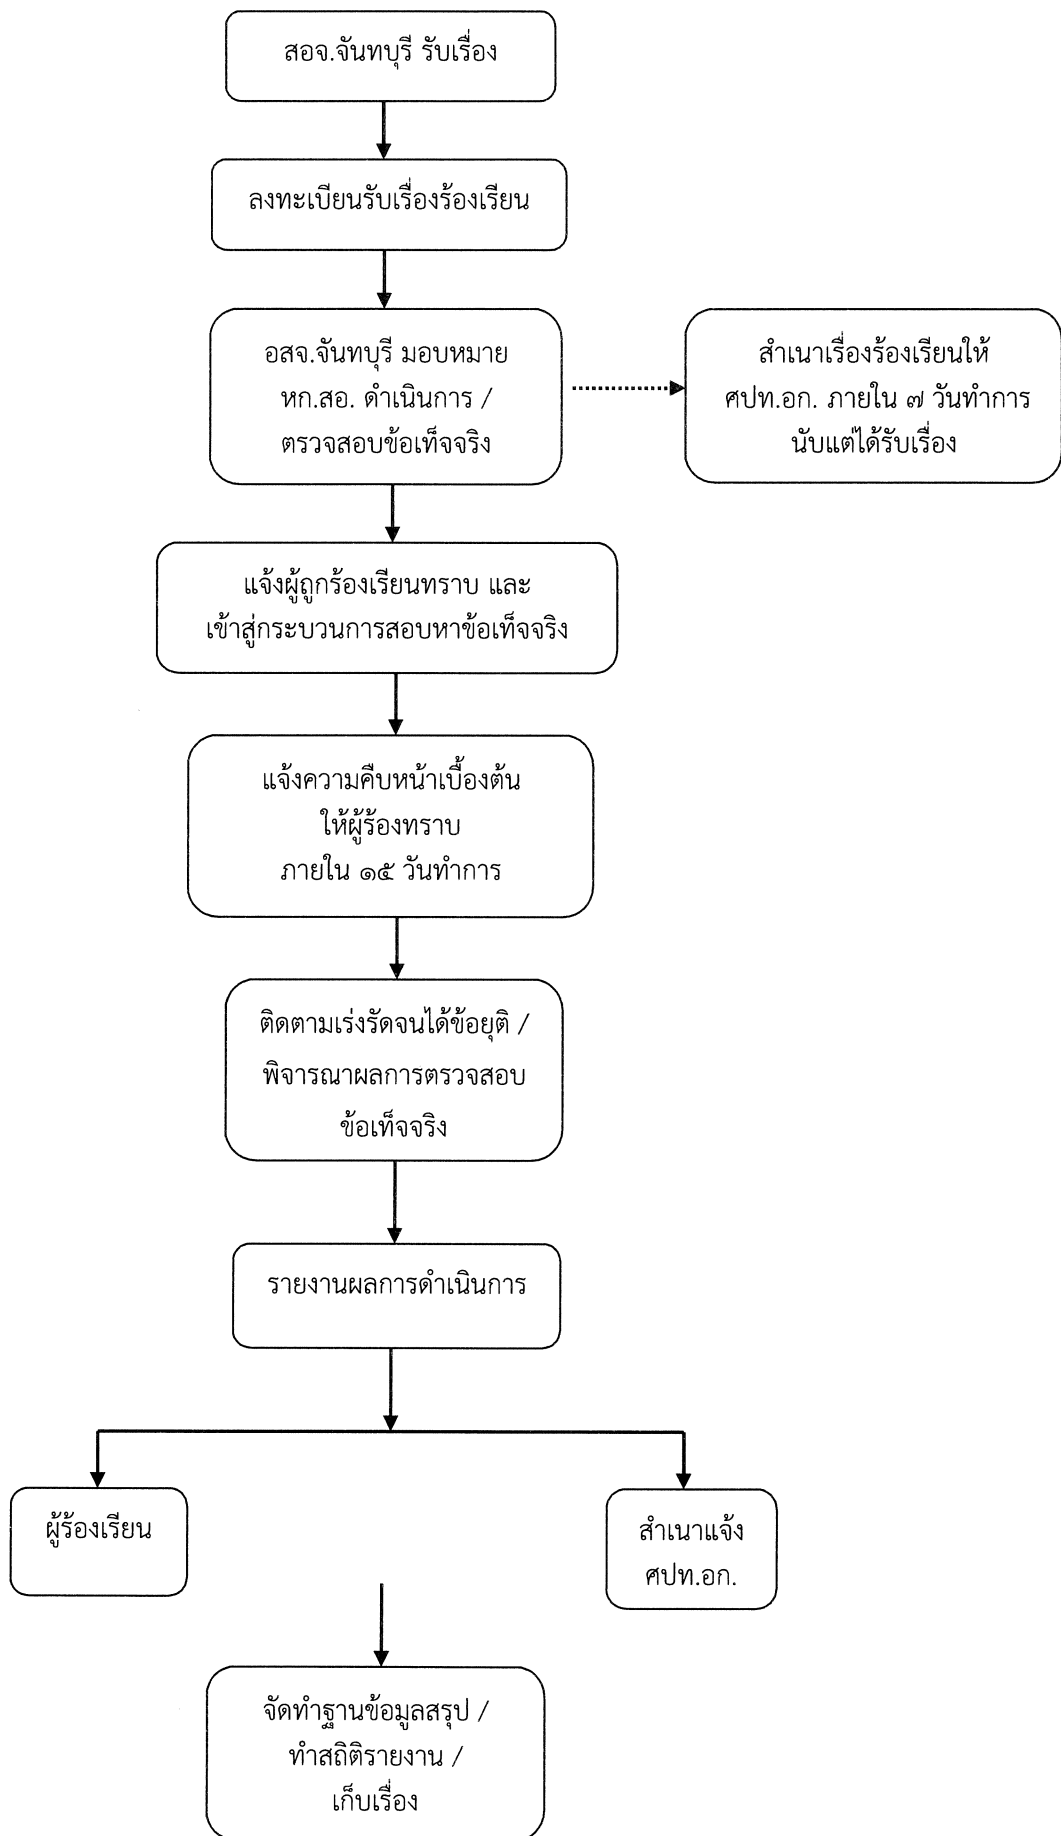 สอจ.จันทบุรี รับเรื่อง
ลงทะเบียนรับเรื่องร้องเรียน
อสจ.จันทบุรี มอบหมาย
หก.สอ. ดำเนินการ /
ตรวจสอบข้อเท็จจริง
สำเนาเรื่องร้องเรียนให้
ศปท.อก. ภายใน ๗ วันทำการ
นับแต่ได้รับเรื่อง
แจ้งผู้ถูกร้องเรียนทราบ และ
เข้าสู่กระบวนการสอบหาข้อเท็จจริง
แจ้งความคืบหน้าเบื้องต้น
ให้ผู้ร้องทราบ
ภายใน ๑๕ วันทำการ
ติดตามเร่งรัดจนได้ข้อยุติ /
พิจารณาผลการตรวจสอบ
ข้อเท็จจริง
รายงานผลการดำเนินการ
ผู้ร้องเรียน
สำเนาแจ้ง
ศปท.อก.
จัดทำฐานข้อมูลสรุป /
ทำสถิติรายงาน /
เก็บเรื่อง